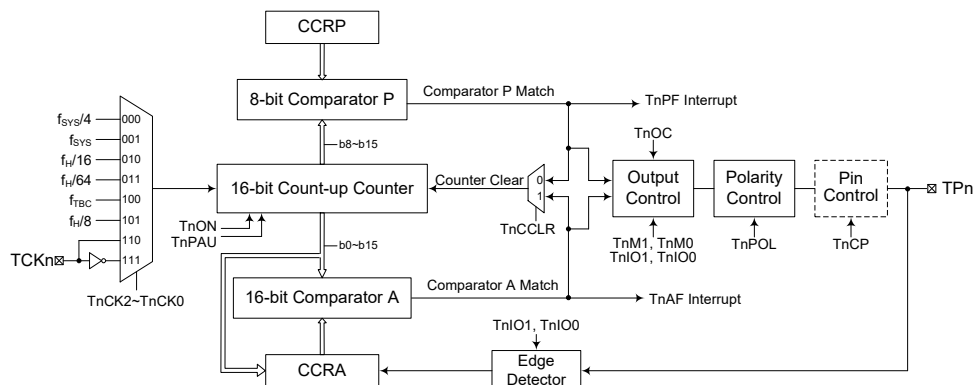 CCRP
8-bit Comparator P
Comparator P Match
TnPF Interrupt
fSYS/4
000
fSYS
001
fH/16
010
fH/64
011
fTBC
100
fH/8
101
110
111
TCKn
TnCK2~TnCK0
b8~b15
16-bit Count-up Counter
Counter Clear
0
1
TnCCLR
TnON
TnPAU
b0~b15
TnOC
Output
Control
TnM1, TnM0
TnIO1, TnIO0
Polarity
Control
TnPOL
Pin
Control
TnCP
TPn
16-bit Comparator A
Comparator A Match
TnAF Interrupt
TnIO1, TnIO0
CCRA
Edge
Detector